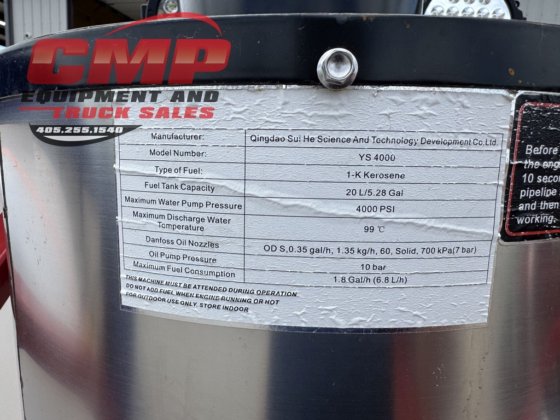 CMP
EQUIPMENT AND
TRUCK SALES
405.255.1540
Manufacturer: Qingdao Sui He Science And Technology Development Co.Ltd.
Model Number: YS 4000
Type of Fuel: 1-K Kerosene
Fuel Tank Capacity 20 L/5.28 Gal
Maximum Water Pump Pressure 4000 PSI
Maximum Discharge Water
Temperature 99 ℃
Danfoss Oil Nozzles OD S,0.35 gal/h, 1.35 kg/h, 60, Solid, 700 kPa(7 bar)
Oil Pump Pressure 10 bar
Maximum Fuel Consumption 1.8 Gal/h (6.8 L/h)
THIS MACHINE MUST BE ATTENDED DURING OPERATION
DO NOT ADD FUEL WHEN ENGINE RUNNING OR HOT
FOR OUTDOOR USE ONLY. STORE INDOOR
Before
the eng
10 secon
pipelipe
and then
working.